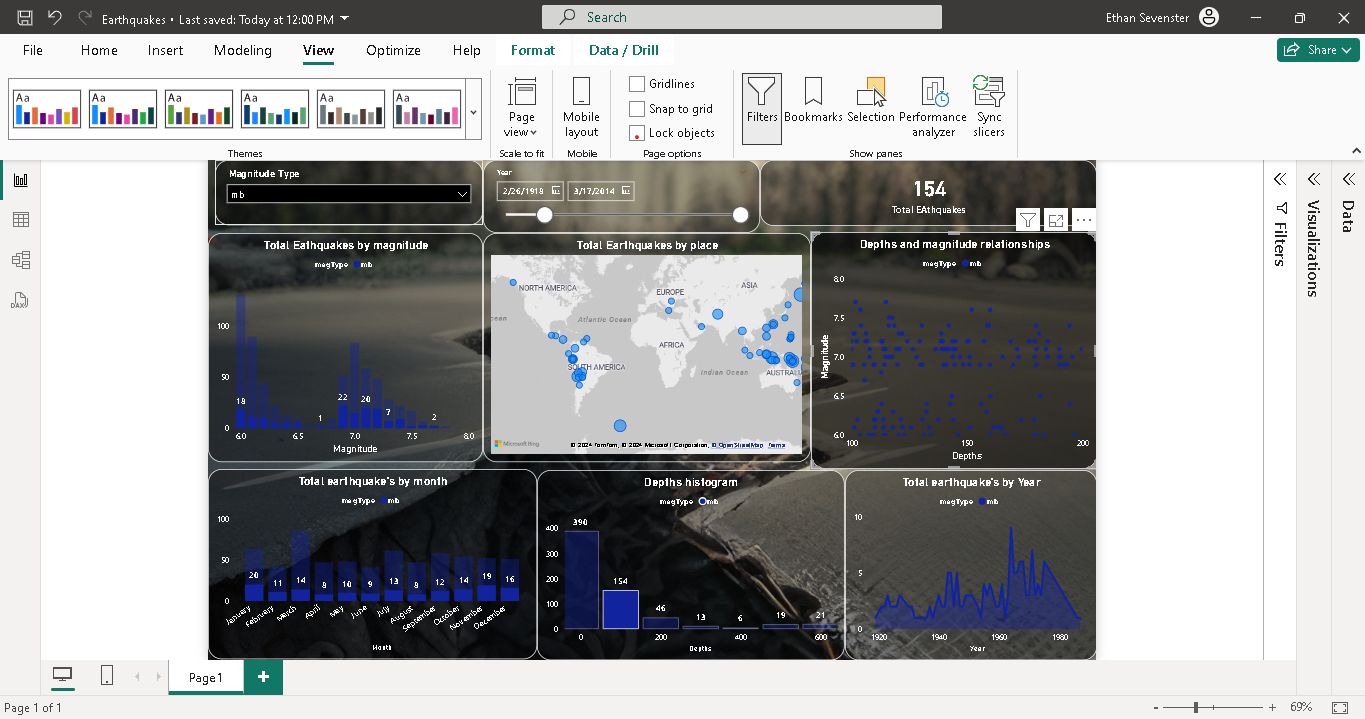 Earthquakes • Last saved: Today at 12:00 PM
Search
Ethan Sevenster
File Home Insert Modeling View Optimize Help Format Data / Drill
Share
Aa Aa Aa Aa Aa Aa
Page view
Mobile layout
Gridlines
Snap to grid
Lock objects
Filters
Bookmarks
Selection
Performance analyzer
Sync slicers
Themes
Scale to fit
Mobile
Page options
Show panes
Magnitude Type
mb
Year
2/26/1918
3/17/2014
154
Total EAthquakes
Total Eathquakes by magnitude
magType mb
100
50
0
18 1 22 20 7 2
6.0 6.5 7.0 7.5 8.0
Magnitude
Total Earthquakes by place
NORTH AMERICA
EUROPE
ASIA
cean
Atlantic Ocean
AFRICA
SOUTH AMERICA
Indian Ocean
AUSTRALI
Microsoft Bing
© 2024 TomTom, © 2024 Microsoft Corporation, © OpenStreetMap Terms
Depths and magnitude relationships
magType mb
Magnitude
8.0
7.5
7.0
6.5
6.0
100 150 200
Depths
Total earthquake's by month
magType mb
100
50
0
20 11 14 8 10 9 13 8 12 14 19 16
January February March April May June July August September October November December
Month
Depths histogram
magType mb
400
300
200
100
0
390 154 46 13 6 19 21
0 200 400 600
Depths
Total earthquake's by Year
magType mb
10
5
0
1920 1940 1960 1980
Year
Filters
Visualizations
Data
DAX
Page 1
+
Page 1 of 1
- + 69%